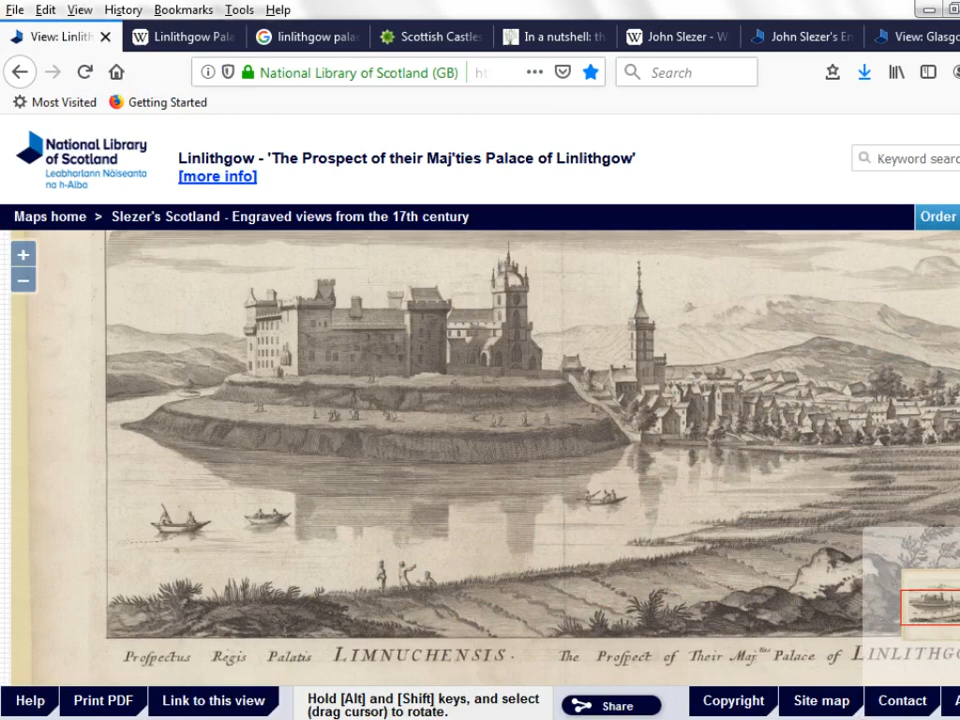 File Edit View History Bookmarks Tools Help
View: Linlith
Linlithgow Pala
linlithgow pala
Scottish Castles
In a nutshell: th
John Slezer - W
John Slezer's En
View: Glasgo
National Library of Scotland (GB)
ht
Search
Most Visited Getting Started
National Library
of Scotland
Leabharlann Nàiseanta
na h-Alba
Linlithgow - 'The Prospect of their Maj'ties Palace of Linlithgow'
[more info]
Keyword searc
Maps home > Slezer's Scotland - Engraved views from the 17th century
Order
+
−
Prospectus Regis Palatis LIMNUCHENSIS.
The Prospect of Their Maj.ties Palace of LINLITHGO
Help
Print PDF
Link to this view
Hold [Alt] and [Shift] keys, and select
(drag cursor) to rotate.
Share
Copyright
Site map
Contact
A